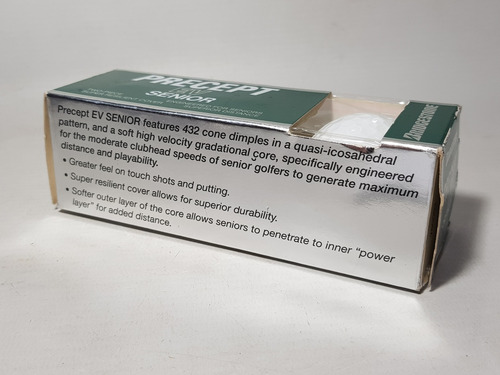 PRECEPT
SENIOR
Precept EV SENIOR features 432 cone dimples in a quasi-icosahedral
pattern, and a soft high velocity gradational core, specifically engineered
for the moderate clubhead speeds of senior golfers to generate maximum
distance and playability.
• Greater feel on touch shots and putting.
• Super resilient cover allows for superior durability.
• Softer outer layer of the core allows seniors to penetrate to inner “power
layer” for added distance.
BRIDGESTONE